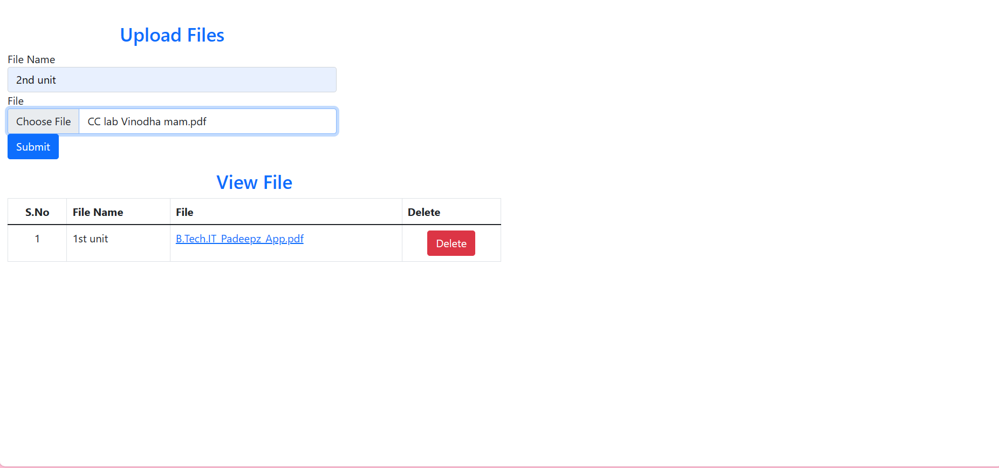 Upload Files
File Name
2nd unit
File
Choose File CC lab Vinodha mam.pdf
Submit
View File
S.No File Name File Delete
1 1st unit B.Tech.IT_Padeepz_App.pdf Delete